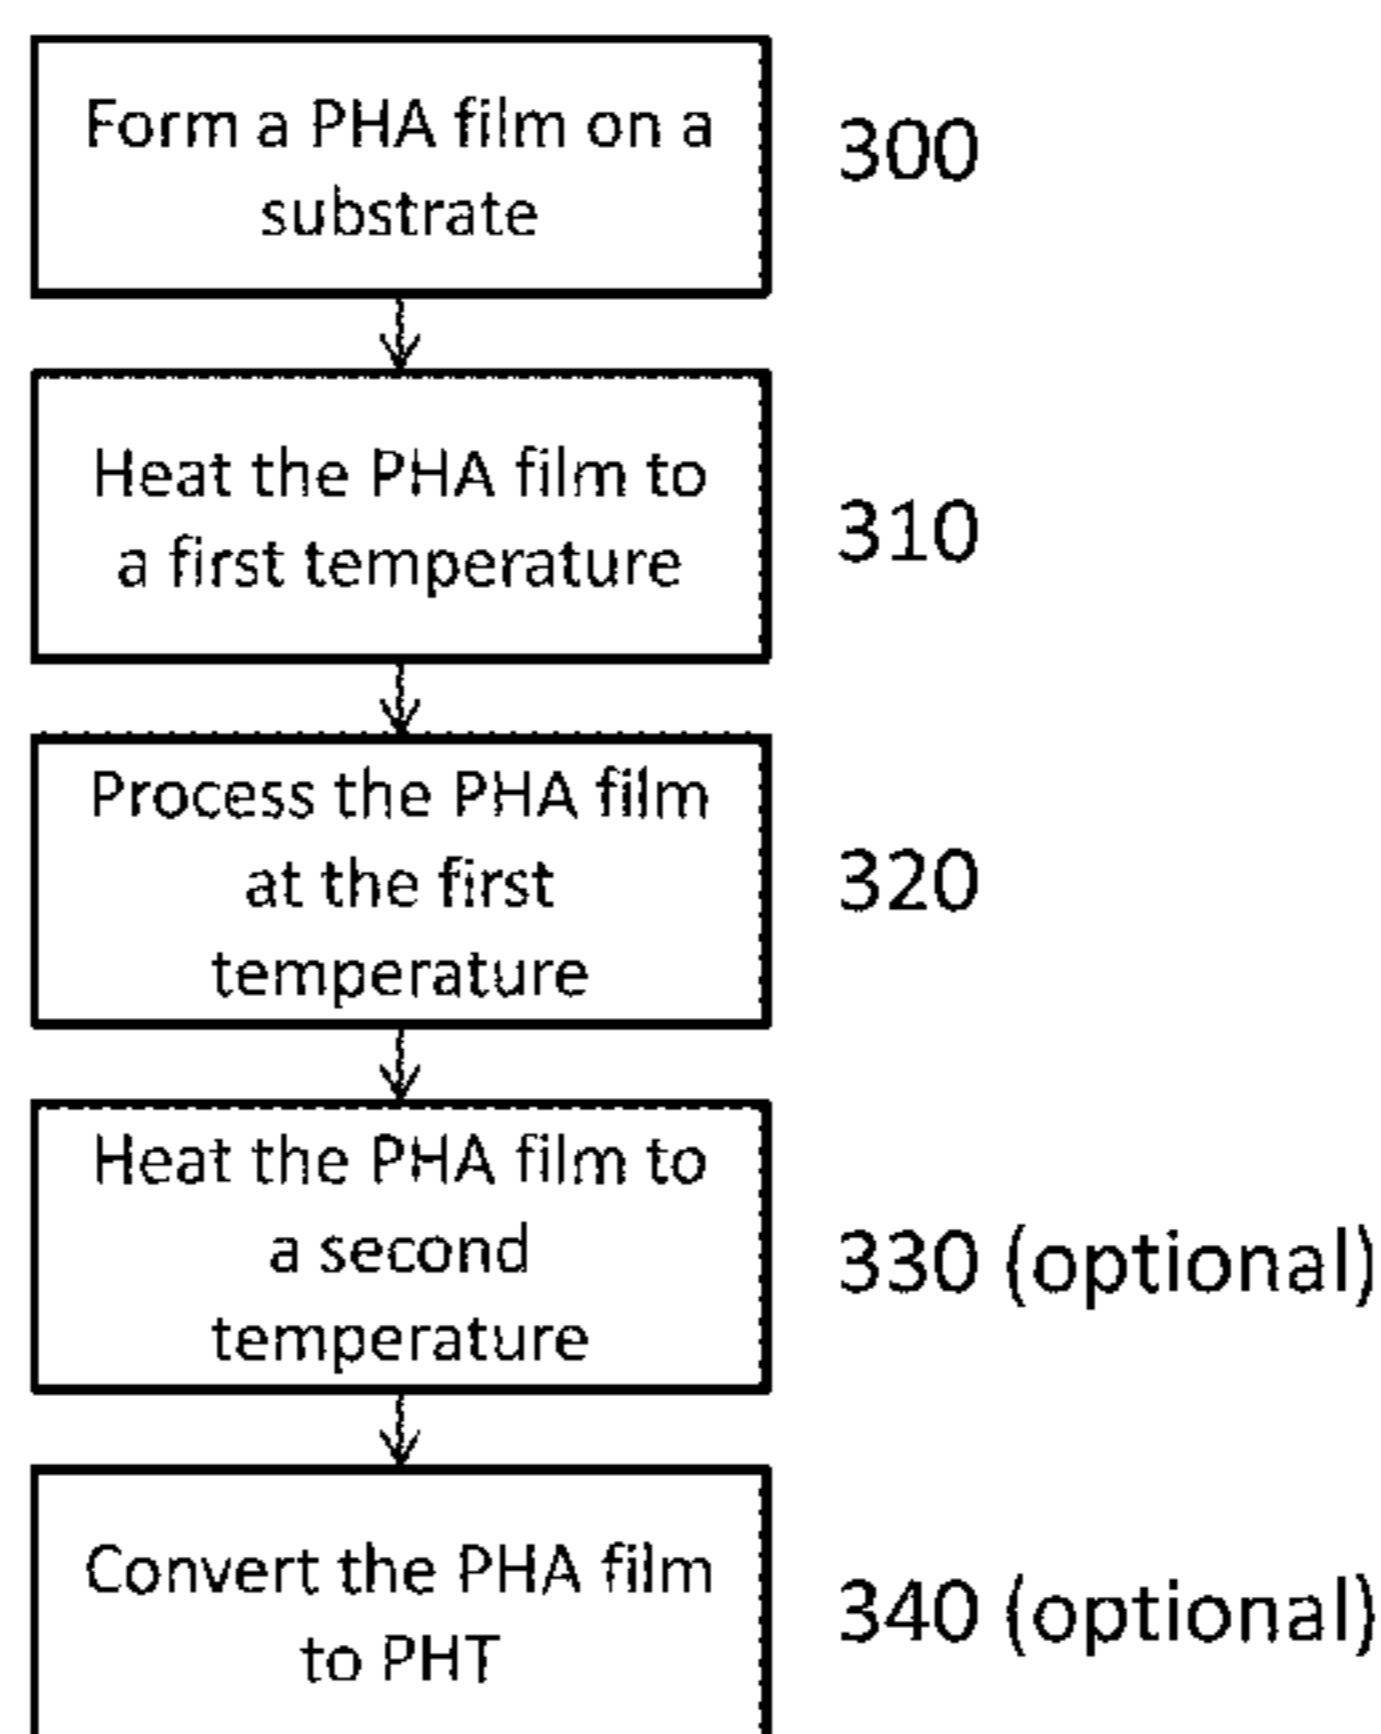 Form a PHA film on a
substrate
300
Heat the PHA film to
a first temperature
310
Process the PHA film
at the first
temperature
320
Heat the PHA film to
a second
temperature
330 (optional)
Convert the PHA film
to PHT
340 (optional)